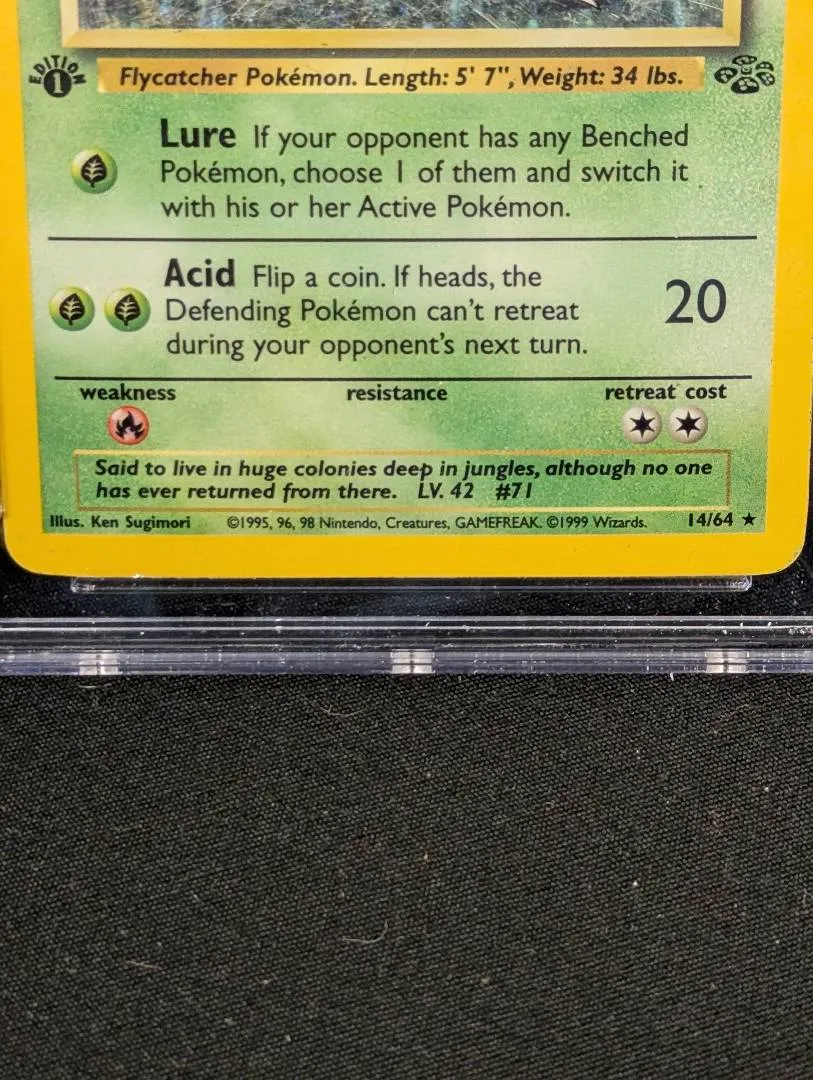 EDITION 1
Flycatcher Pokémon. Length: 5' 7", Weight: 34 lbs.
Lure If your opponent has any Benched
Pokémon, choose 1 of them and switch it
with his or her Active Pokémon.
Acid Flip a coin. If heads, the
Defending Pokémon can't retreat
during your opponent's next turn.
20
weakness resistance retreat cost
Said to live in huge colonies deep in jungles, although no one
has ever returned from there. LV. 42 #71
Illus. Ken Sugimori ©1995, 96, 98 Nintendo, Creatures, GAMEFREAK. ©1999 Wizards. 14/64 ★